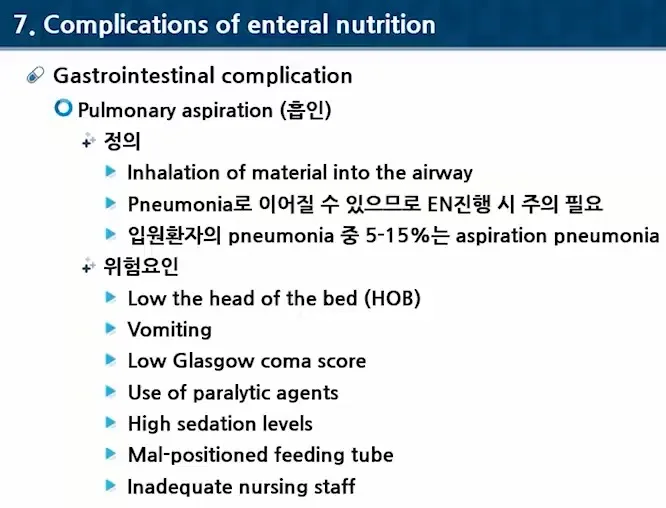 7. Complications of enteral nutrition
Gastrointestinal complication
Pulmonary aspiration (흡인)
정의
Inhalation of material into the airway
Pneumonia로 이어질 수 있으므로 EN진행 시 주의 필요
입원환자의 pneumonia 중 5-15%는 aspiration pneumonia
위험요인
Low the head of the bed (HOB)
Vomiting
Low Glasgow coma score
Use of paralytic agents
High sedation levels
Mal-positioned feeding tube
Inadequate nursing staff